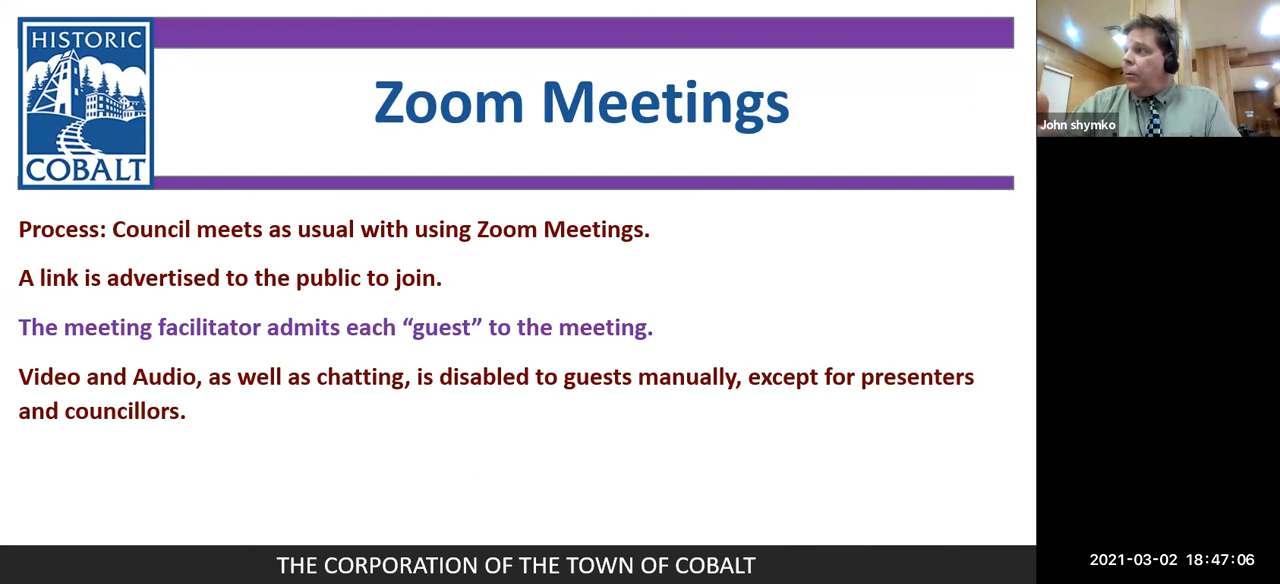 HISTORIC
COBALT
Zoom Meetings
John shymko
Process: Council meets as usual with using Zoom Meetings.
A link is advertised to the public to join.
The meeting facilitator admits each “guest” to the meeting.
Video and Audio, as well as chatting, is disabled to guests manually, except for presenters
and councillors.
THE CORPORATION OF THE TOWN OF COBALT
2021-03-02 18:47:06